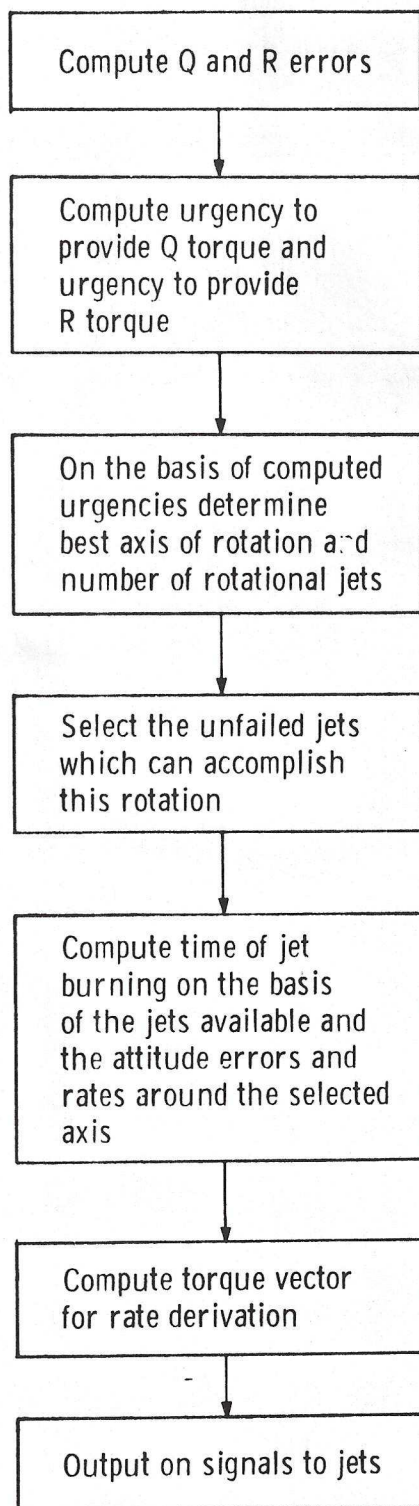 Compute Q and R errors
Compute urgency to
provide Q torque and
urgency to provide
R torque
On the basis of computed
urgencies determine
best axis of rotation and
number of rotational jets
Select the unfailed jets
which can accomplish
this rotation
Compute time of jet
burning on the basis
of the jets available and
the attitude errors and
rates around the selected
axis
Compute torque vector
for rate derivation
Output on signals to jets